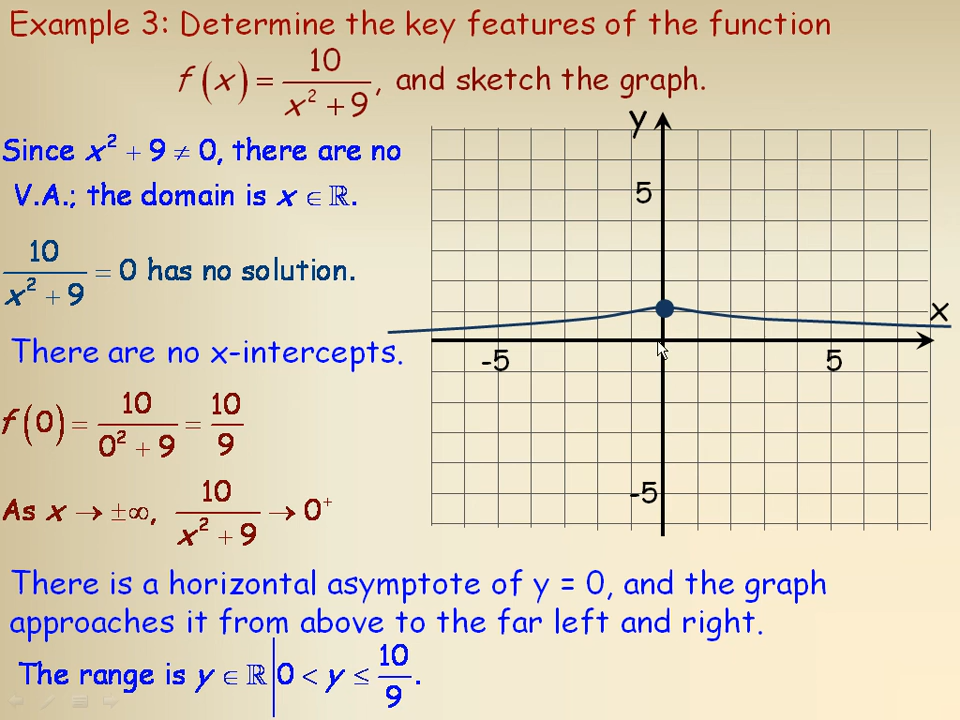 Example 3: Determine the key features of the function
f(x) = 10/(x² + 9), and sketch the graph.
Since x² + 9 ≠ 0, there are no
V.A.; the domain is x ∈ ℝ.
10/(x² + 9) = 0 has no solution.
There are no x-intercepts.
f(0) = 10/(0² + 9) = 10/9
As x → ±∞, 10/(x² + 9) → 0⁺
There is a horizontal asymptote of y = 0, and the graph
approaches it from above to the far left and right.
The range is y ∈ ℝ | 0 < y ≤ 10/9.
y
5
x
-5
5
-5